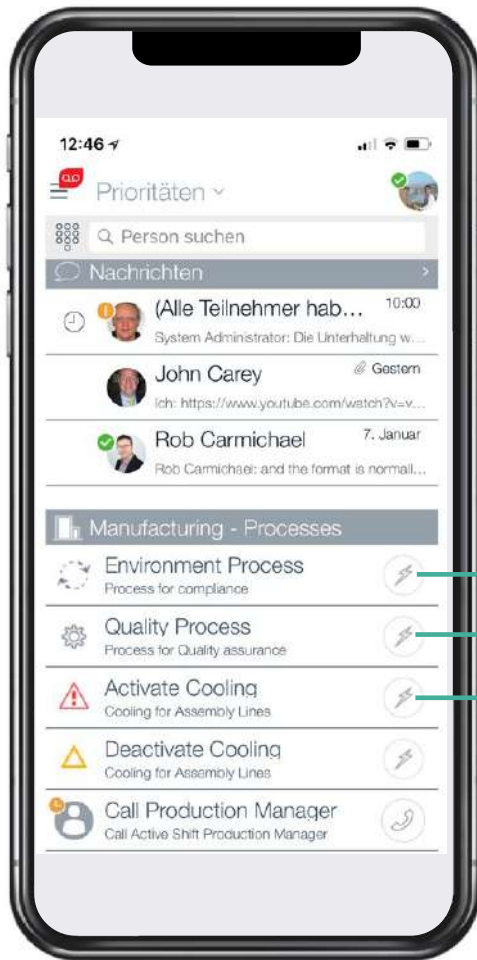 12:46
Prioritäten
Person suchen
Nachrichten
(Alle Teilnehmer hab... 10:00
System Administrator: Die Unterhaltung w...
John Carey Gestern
Ich: https://www.youtube.com/watch?v=v...
Rob Carmichael 7. Januar
Rob Carmichael: and the format is normall...
Manufacturing - Processes
Environment Process
Process for compliance
Quality Process
Process for Quality assurance
Activate Cooling
Cooling for Assembly Lines
Deactivate Cooling
Cooling for Assembly Lines
Call Production Manager
Call Active Shift Production Manager